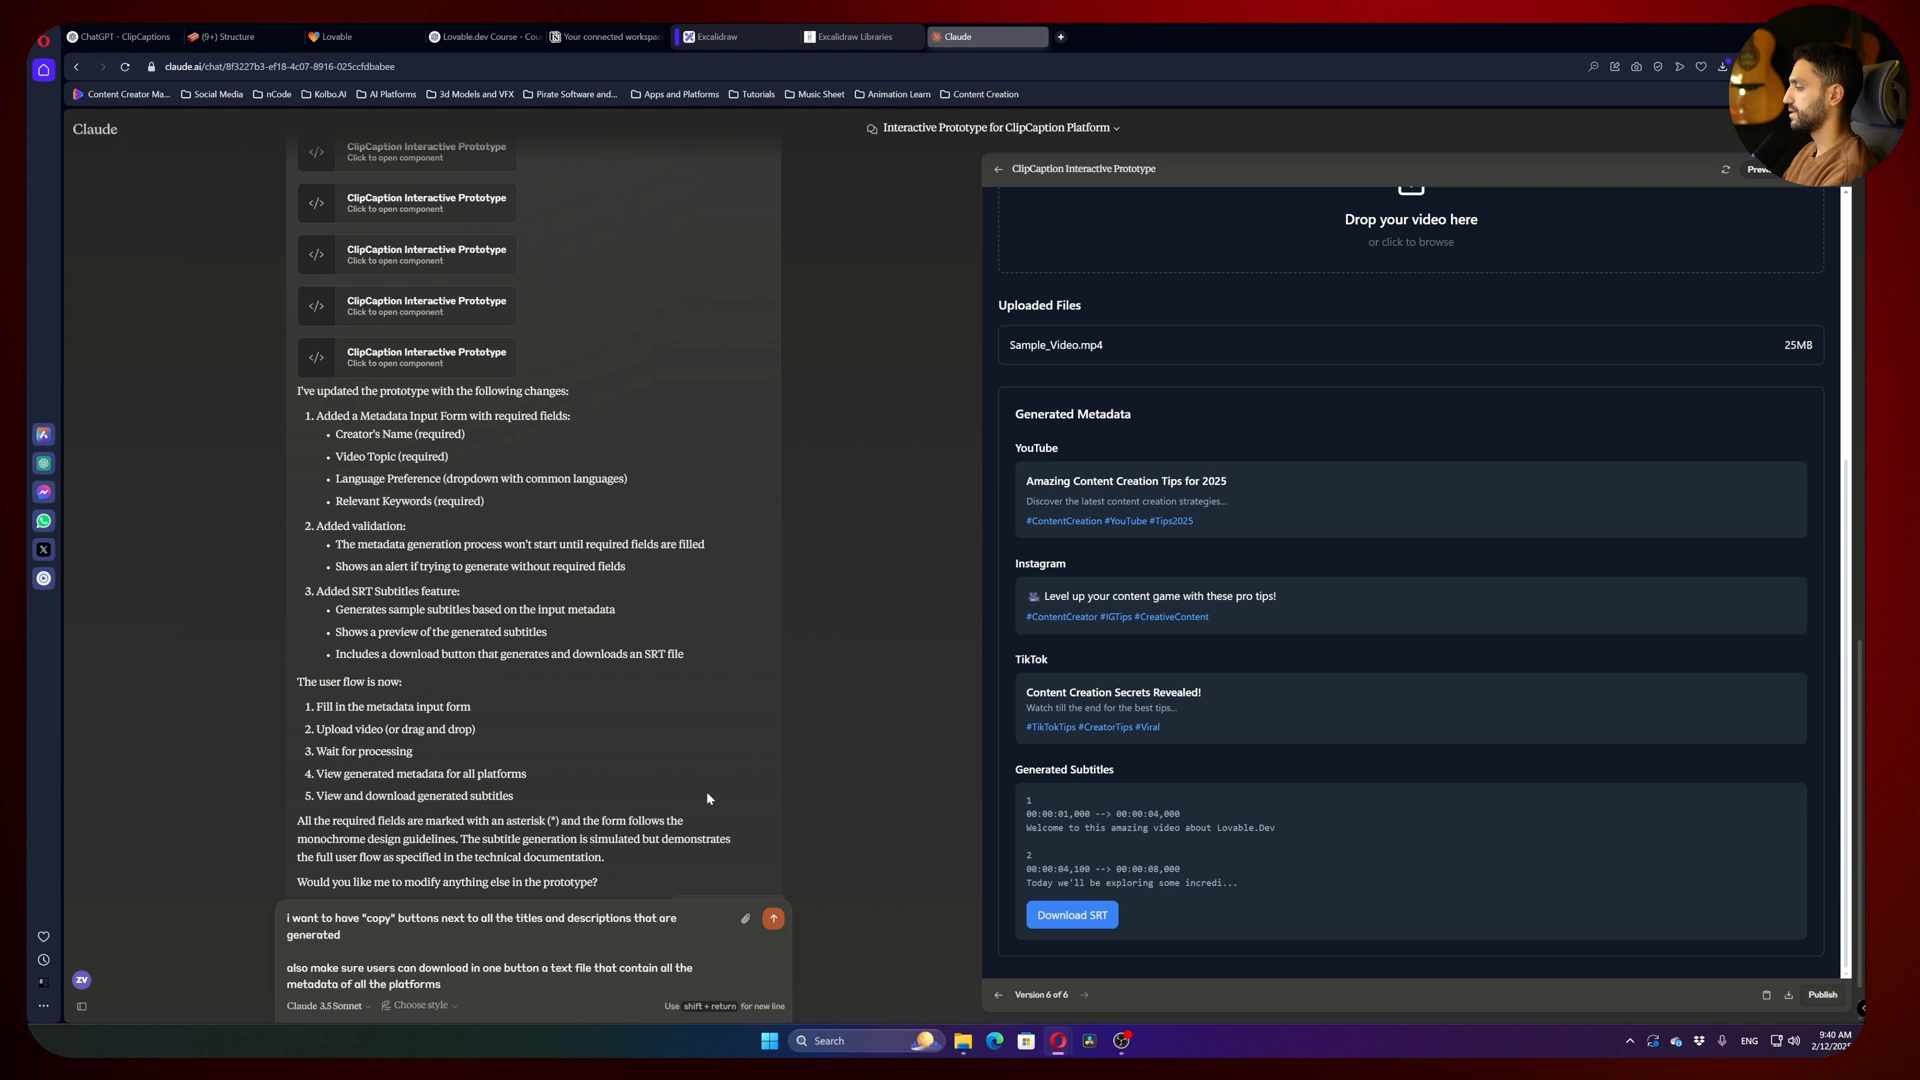 ChatGPT - ClipCaptions
(9+) Structure
Lovable
Lovable.dev Course - Cou
Your connected workspac
Excalidraw
Excalidraw Libraries
Claude
claude.ai/chat/8f3227b3-ef18-4c07-8916-025ccfdbabee
Content Creator Ma...
Social Media
nCode
Kolbo.AI
AI Platforms
3d Models and VFX
Pirate Software and...
Apps and Platforms
Tutorials
Music Sheet
Animation Learn
Content Creation
Claude
Interactive Prototype for ClipCaption Platform
ClipCaption Interactive Prototype
Click to open component
ClipCaption Interactive Prototype
Click to open component
ClipCaption Interactive Prototype
Click to open component
ClipCaption Interactive Prototype
Click to open component
ClipCaption Interactive Prototype
Click to open component
I've updated the prototype with the following changes:
1. Added a Metadata Input Form with required fields:
• Creator's Name (required)
• Video Topic (required)
• Language Preference (dropdown with common languages)
• Relevant Keywords (required)
2. Added validation:
• The metadata generation process won't start until required fields are filled
• Shows an alert if trying to generate without required fields
3. Added SRT Subtitles feature:
• Generates sample subtitles based on the input metadata
• Shows a preview of the generated subtitles
• Includes a download button that generates and downloads an SRT file
The user flow is now:
1. Fill in the metadata input form
2. Upload video (or drag and drop)
3. Wait for processing
4. View generated metadata for all platforms
5. View and download generated subtitles
All the required fields are marked with an asterisk (*) and the form follows the
monochrome design guidelines. The subtitle generation is simulated but demonstrates
the full user flow as specified in the technical documentation.
Would you like me to modify anything else in the prototype?
i want to have "copy" buttons next to all the titles and descriptions that are
generated
also make sure users can download in one button a text file that contain all the
metadata of all the platforms
Claude 3.5 Sonnet
Choose style
Use shift + return for new line
ZV
ClipCaption Interactive Prototype
Drop your video here
or click to browse
Uploaded Files
Sample_Video.mp4
25MB
Generated Metadata
YouTube
Amazing Content Creation Tips for 2025
Discover the latest content creation strategies...
#ContentCreation #YouTube #Tips2025
Instagram
Level up your content game with these pro tips!
#ContentCreator #IGTips #CreativeContent
TikTok
Content Creation Secrets Revealed!
Watch till the end for the best tips...
#TikTokTips #CreatorTips #Viral
Generated Subtitles
1
00:00:01,000 --> 00:00:04,000
Welcome to this amazing video about Lovable.Dev
2
00:00:04,100 --> 00:00:08,000
Today we'll be exploring some incredi...
Download SRT
Version 6 of 6
Publish
Search
ENG
9:40 AM